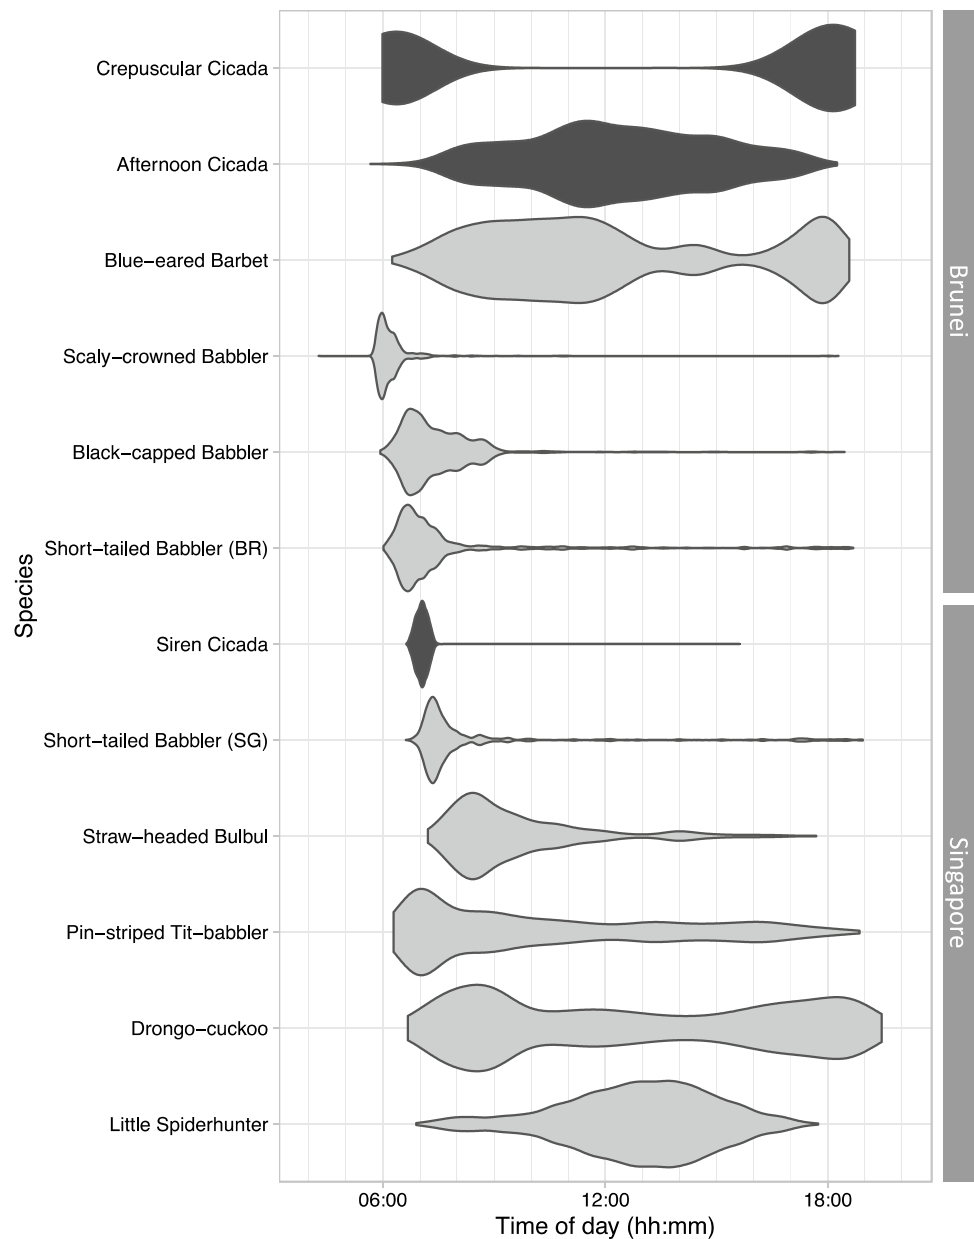 Crepuscular Cicada
Afternoon Cicada
Blue−eared Barbet
Scaly−crowned Babbler
Black−capped Babbler
Short−tailed Babbler (BR)
Siren Cicada
Short−tailed Babbler (SG)
Straw−headed Bulbul
Pin−striped Tit−babbler
Drongo−cuckoo
Little Spiderhunter
Species
Brunei
Singapore
06:00 12:00 18:00
Time of day (hh:mm)